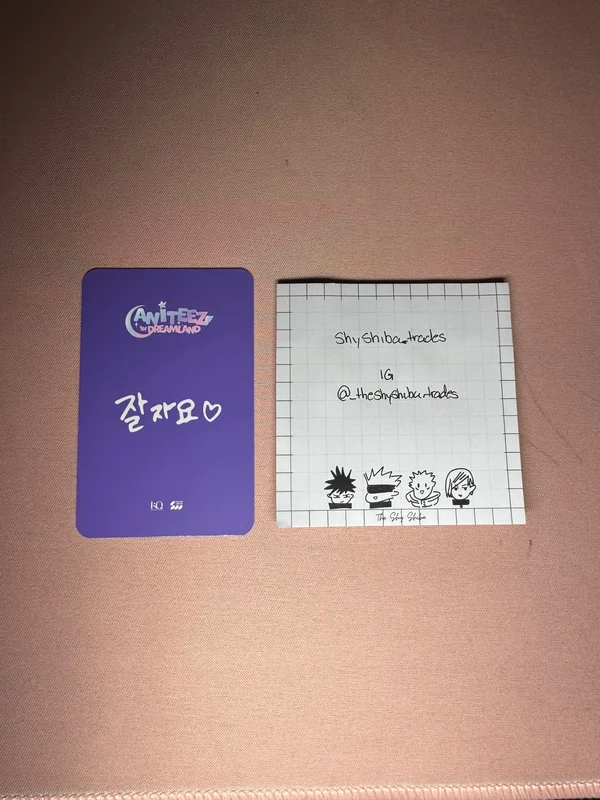 ANITEEZ
IN DREAMLAND
잘자요♡
KQ
Shyshiba_trades
IG
@_theshyshiba_trades
The Shy Shiba